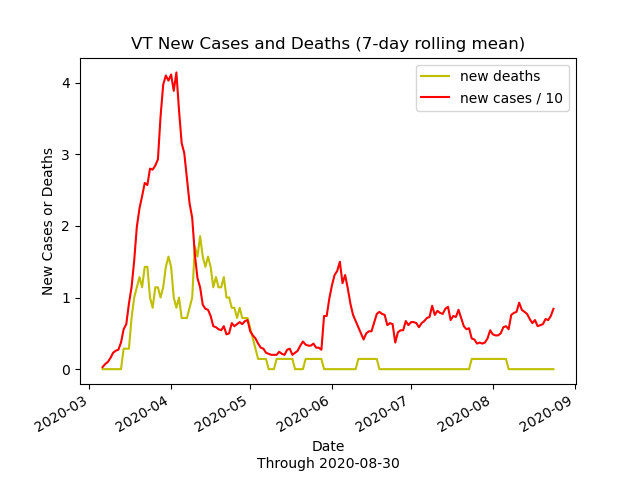 VT New Cases and Deaths (7-day rolling mean)
new deaths
new cases / 10
New Cases or Deaths
4
3
2
1
0
2020-03
2020-04
2020-05
2020-06
2020-07
2020-08
2020-09
Date
Through 2020-08-30